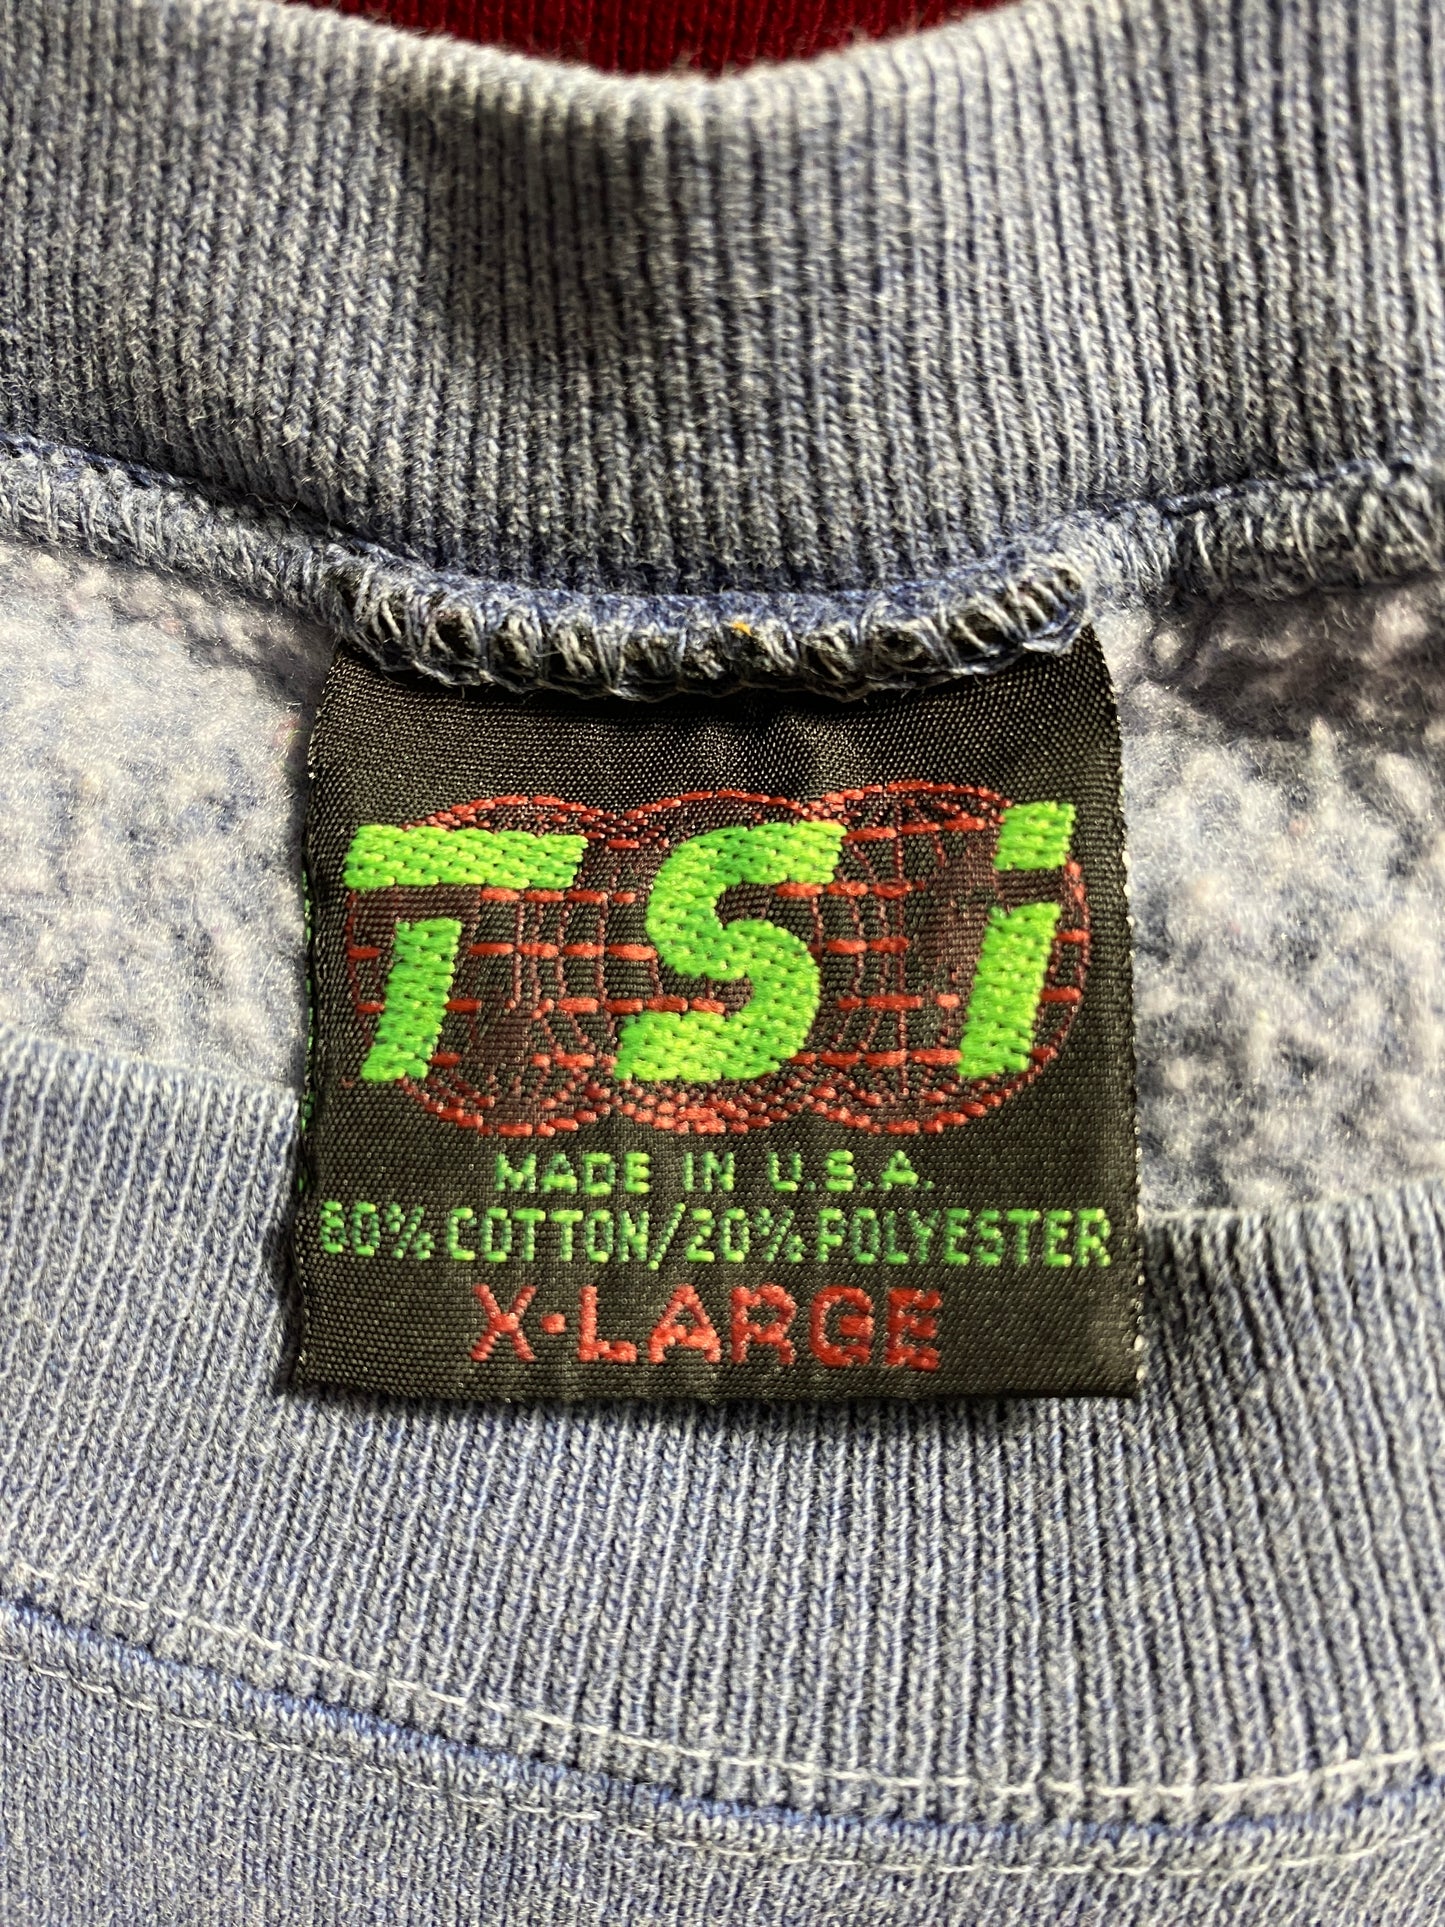 TSi
MADE IN U.S.A.
80% COTTON/20% POLYESTER
X-LARGE